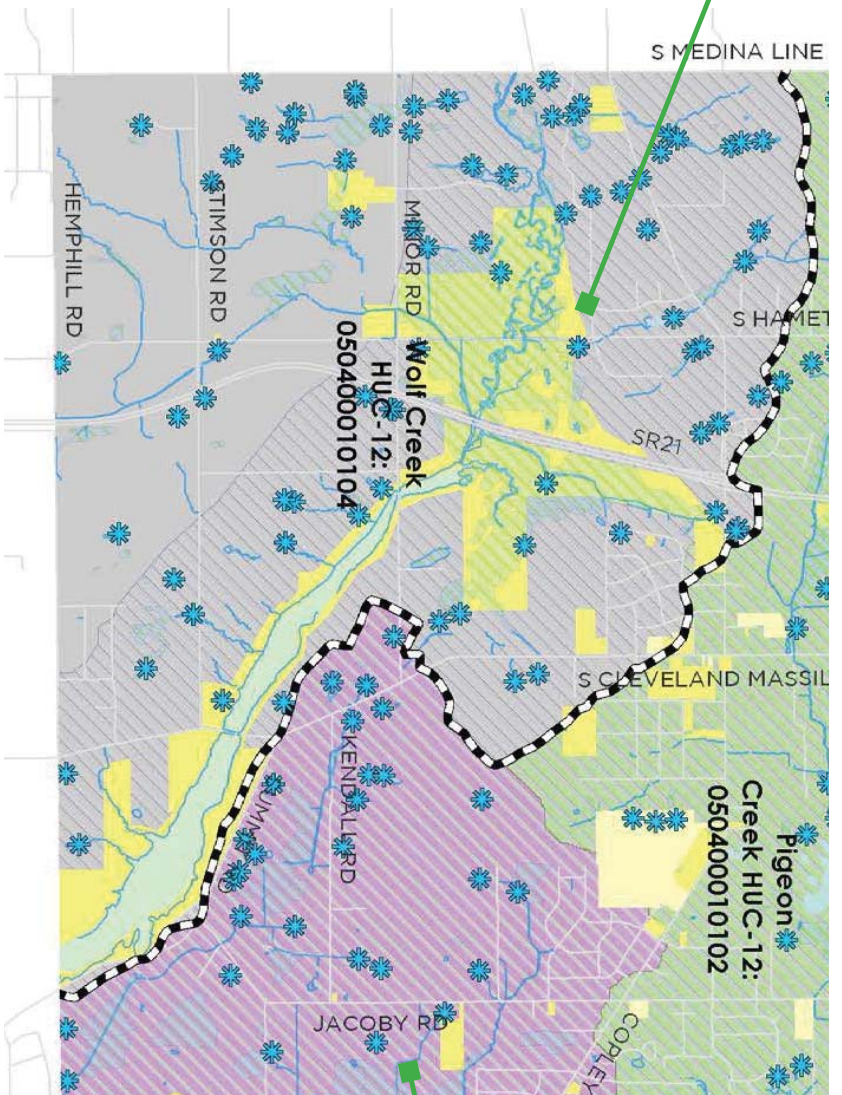 S MEDINA LINE
HEMPHILL RD
STIMSON RD
MINOR RD
S HAMET
Wolf Creek
HUC-12:
050400010104
SR21
S CLEVELAND MASSIL
KENDALL RD
Pigeon
Creek HUC-12:
050400010102
JACOBY RD
COPLEY